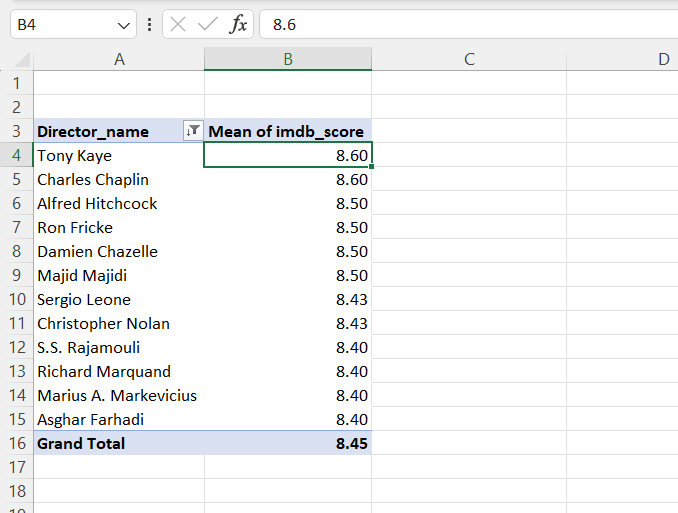 B4 fx 8.6
A B C D
1
2
3 Director_name Mean of imdb_score
4 Tony Kaye 8.60
5 Charles Chaplin 8.60
6 Alfred Hitchcock 8.50
7 Ron Fricke 8.50
8 Damien Chazelle 8.50
9 Majid Majidi 8.50
10 Sergio Leone 8.43
11 Christopher Nolan 8.43
12 S.S. Rajamouli 8.40
13 Richard Marquand 8.40
14 Marius A. Markevicius 8.40
15 Asghar Farhadi 8.40
16 Grand Total 8.45
17
18